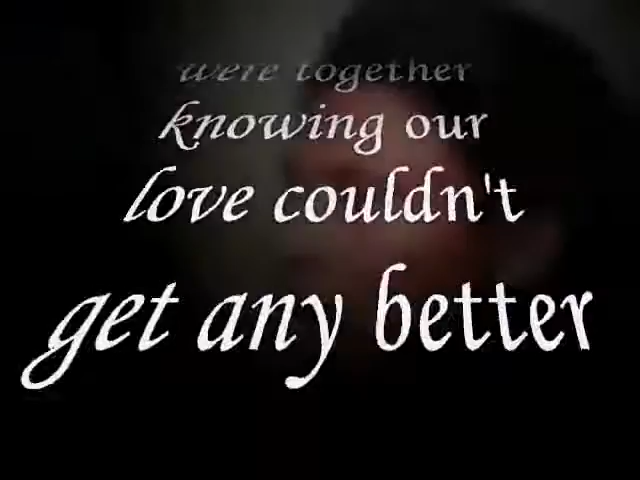 were together
knowing our
love couldn't
get any better